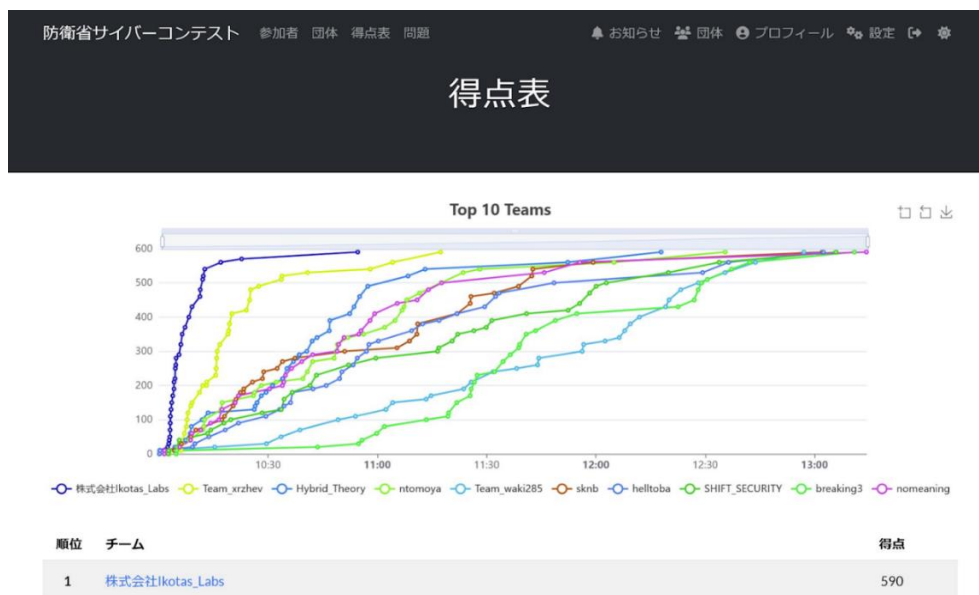 防衛省サイバーコンテスト 参加者 団体 得点表 問題 お知らせ 団体 プロフィール 設定
得点表
Top 10 Teams
600
500
400
300
200
100
0
10:30 11:00 11:30 12:00 12:30 13:00
株式会社Ikotas_Labs Team_xrzhev Hybrid_Theory ntomoya Team_waki285 sknb helltoba SHIFT_SECURITY breaking3 nomeaning
順位 チーム 得点
1 株式会社Ikotas_Labs 590